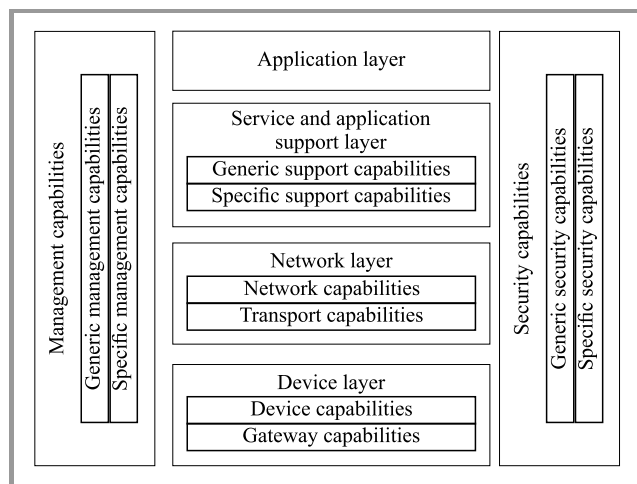 Management capabilities
Generic management capabilities
Specific management capabilities
Application layer
Service and application
support layer
Generic support capabilities
Specific support capabilities
Network layer
Network capabilities
Transport capabilities
Device layer
Device capabilities
Gateway capabilities
Security capabilities
Generic security capabilities
Specific security capabilities